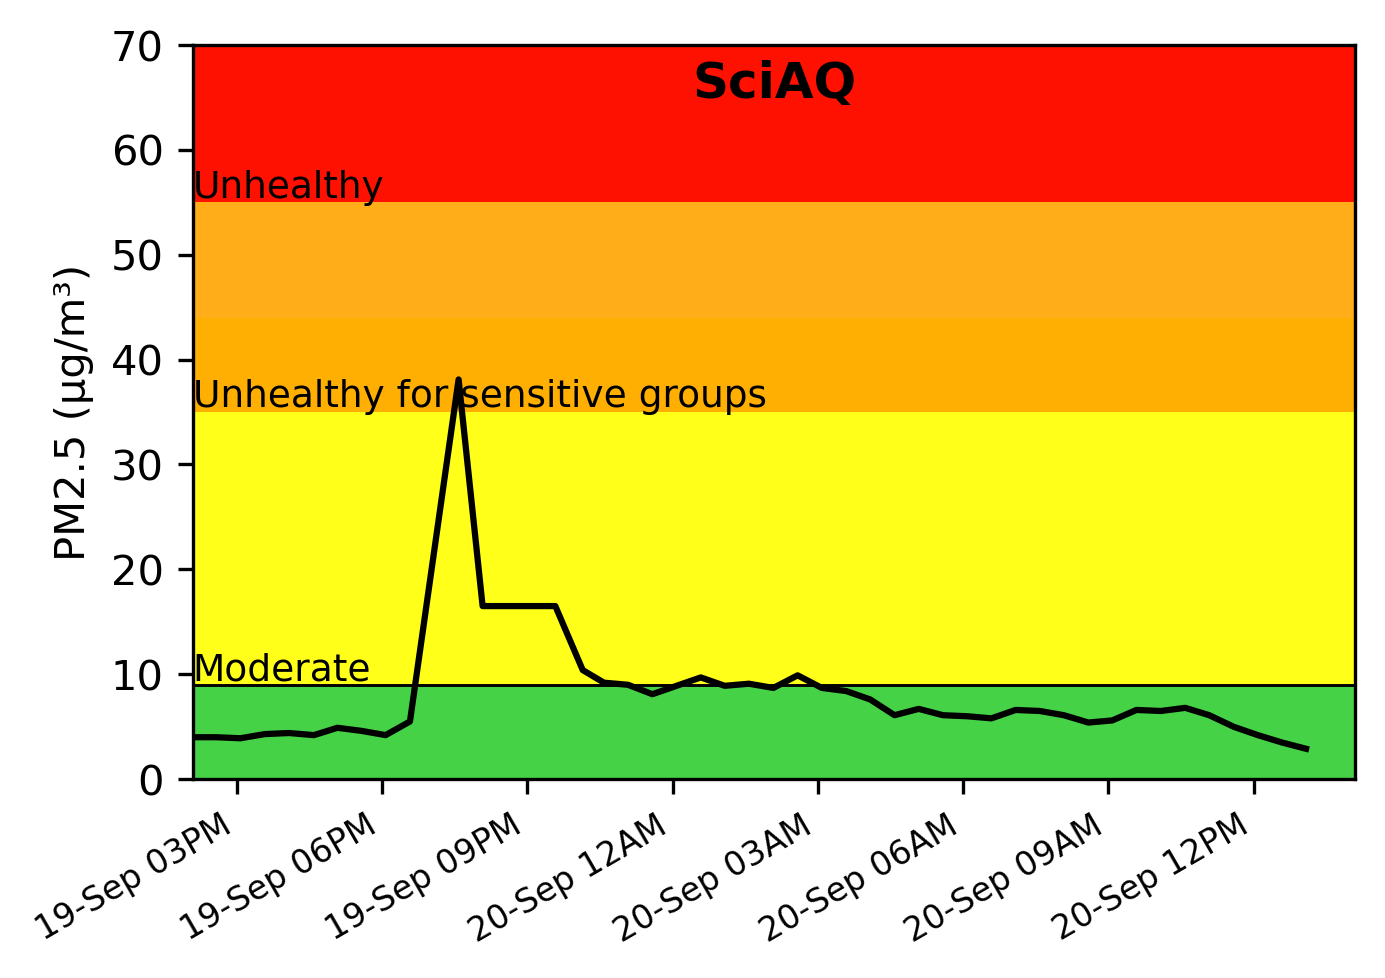 SciAQ
70
60
Unhealthy
50
40
Unhealthy for sensitive groups
30
20
Moderate
10
0
PM2.5 (µg/m³)
19-Sep 03PM
19-Sep 06PM
19-Sep 09PM
20-Sep 12AM
20-Sep 03AM
20-Sep 06AM
20-Sep 09AM
20-Sep 12PM